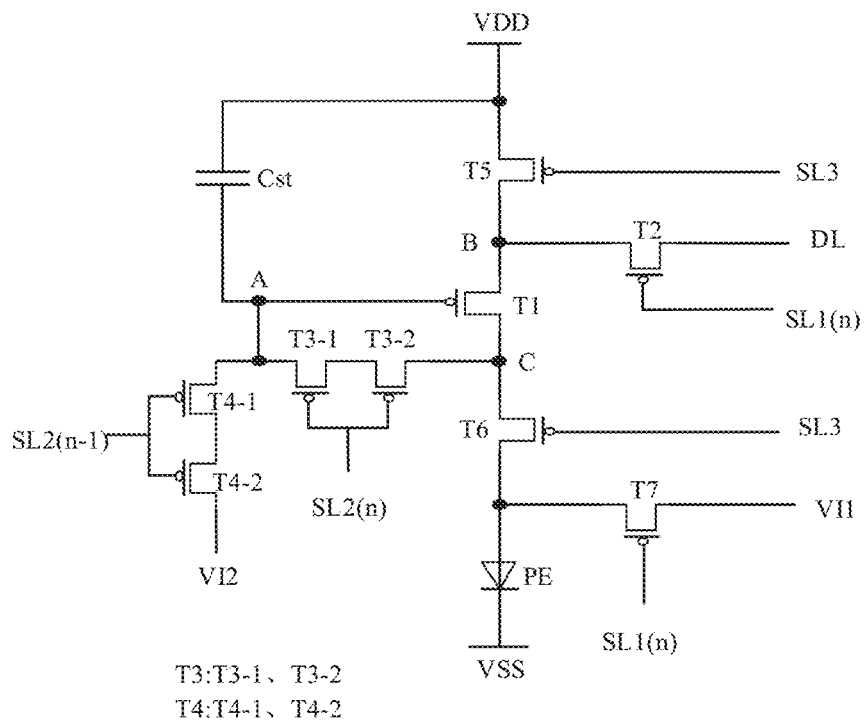 VDD
Cst
T5
SL3
B
T2
DL
A
T1
SL1(n)
T3-1
T3-2
C
T4-1
T6
SL3
SL2(n-1)
T4-2
T7
SL2(n)
VI1
VI2
PE
SL1(n)
VSS
T3:T3-1、T3-2
T4:T4-1、T4-2